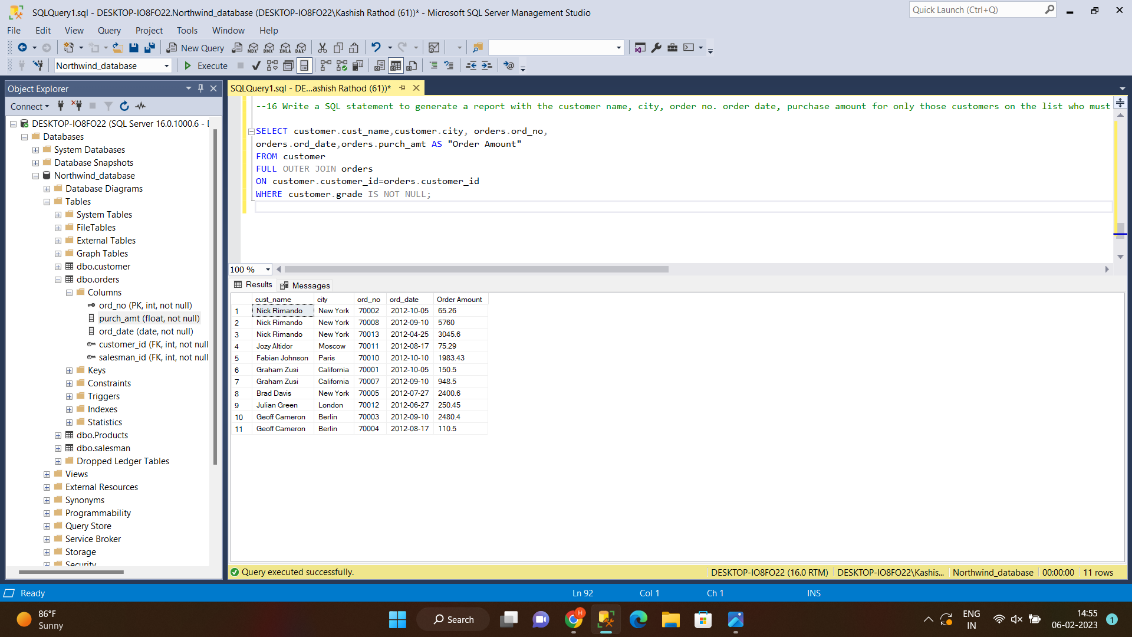 SQLQuery1.sql - DESKTOP-IO8FO22.Northwind_database (DESKTOP-IO8FO22\Kashish Rathod (61))* - Microsoft SQL Server Management Studio
Quick Launch (Ctrl+Q)
File Edit View Query Project Tools Window Help
New Query
Northwind_database Execute
Object Explorer
Connect
DESKTOP-IO8FO22 (SQL Server 16.0.1000.6 - I
Databases
System Databases
Database Snapshots
Northwind_database
Database Diagrams
Tables
System Tables
FileTables
External Tables
Graph Tables
dbo.customer
dbo.orders
Columns
ord_no (PK, int, not null)
purch_amt (float, not null)
ord_date (date, not null)
customer_id (FK, int, not null
salesman_id (FK, int, not null
Keys
Constraints
Triggers
Indexes
Statistics
dbo.Products
dbo.salesman
Dropped Ledger Tables
Views
External Resources
Synonyms
Programmability
Query Store
Service Broker
Storage
Security
SQLQuery1.sql - DE...ashish Rathod (61))*
--16 Write a SQL statement to generate a report with the customer name, city, order no. order date, purchase amount for only those customers on the list who must
SELECT customer.cust_name,customer.city, orders.ord_no,
orders.ord_date,orders.purch_amt AS "Order Amount"
FROM customer
FULL OUTER JOIN orders
ON customer.customer_id=orders.customer_id
WHERE customer.grade IS NOT NULL;
100 %
Results Messages
cust_name city ord_no ord_date Order Amount
1 Nick Rimando New York 70002 2012-10-05 65.26
2 Nick Rimando New York 70008 2012-09-10 5760
3 Nick Rimando New York 70013 2012-04-25 3045.6
4 Jozy Altidor Moscow 70011 2012-08-17 75.29
5 Fabian Johnson Paris 70010 2012-10-10 1983.43
6 Graham Zusi California 70001 2012-10-05 150.5
7 Graham Zusi California 70007 2012-09-10 948.5
8 Brad Davis New York 70005 2012-07-27 2400.6
9 Julian Green London 70012 2012-06-27 250.45
10 Geoff Cameron Berlin 70003 2012-09-10 2480.4
11 Geoff Cameron Berlin 70004 2012-08-17 110.5
Query executed successfully. DESKTOP-IO8FO22 (16.0 RTM) DESKTOP-IO8FO22\Kashis... Northwind_database 00:00:00 11 rows
Ready Ln 92 Col 1 Ch 1 INS
86°F
Sunny
Search
ENG
IN
14:55
06-02-2023
1